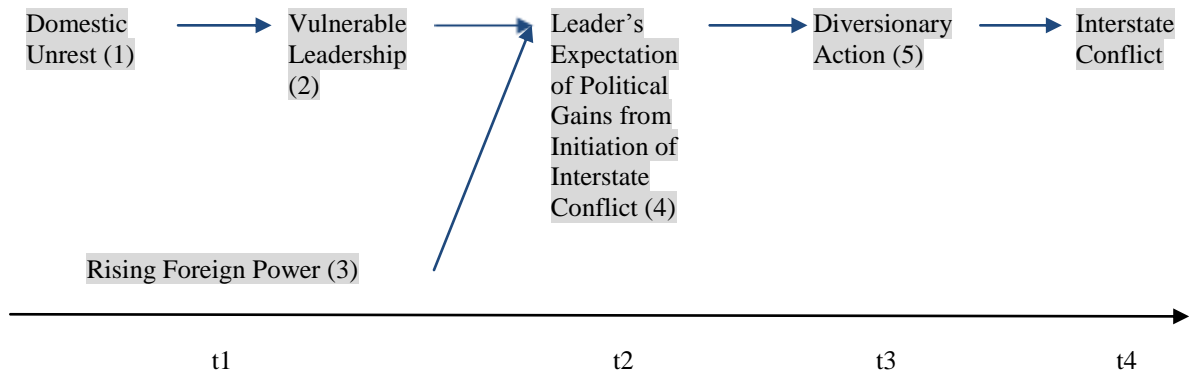 Domestic
Unrest (1)
Vulnerable
Leadership
(2)
Leader’s
Expectation
of Political
Gains from
Initiation of
Interstate
Conflict (4)
Diversionary
Action (5)
Interstate
Conflict
Rising Foreign Power (3)
t1
t2
t3
t4